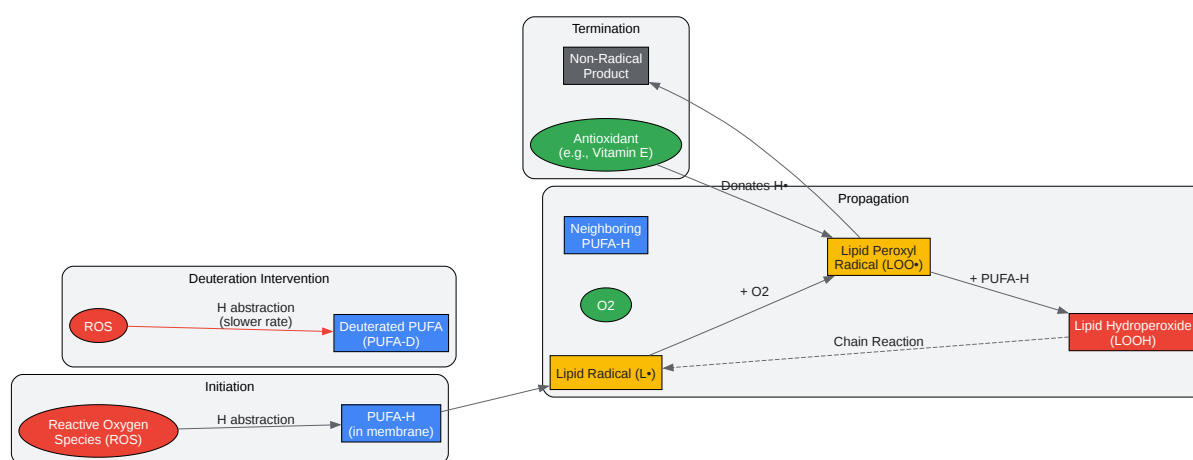 Termination
Non-Radical
Product
Antioxidant
(e.g., Vitamin E)
Donates H•
Propagation
Neighboring
PUFA-H
Lipid Peroxyl
Radical (LOO•)
+ PUFA-H
+ O2
O2
Lipid Hydroperoxide
(LOOH)
Chain Reaction
Lipid Radical (L•)
Deuteration Intervention
ROS
H abstraction
(slower rate)
Deuterated PUFA
(PUFA-D)
Initiation
Reactive Oxygen
Species (ROS)
H abstraction
PUFA-H
(in membrane)